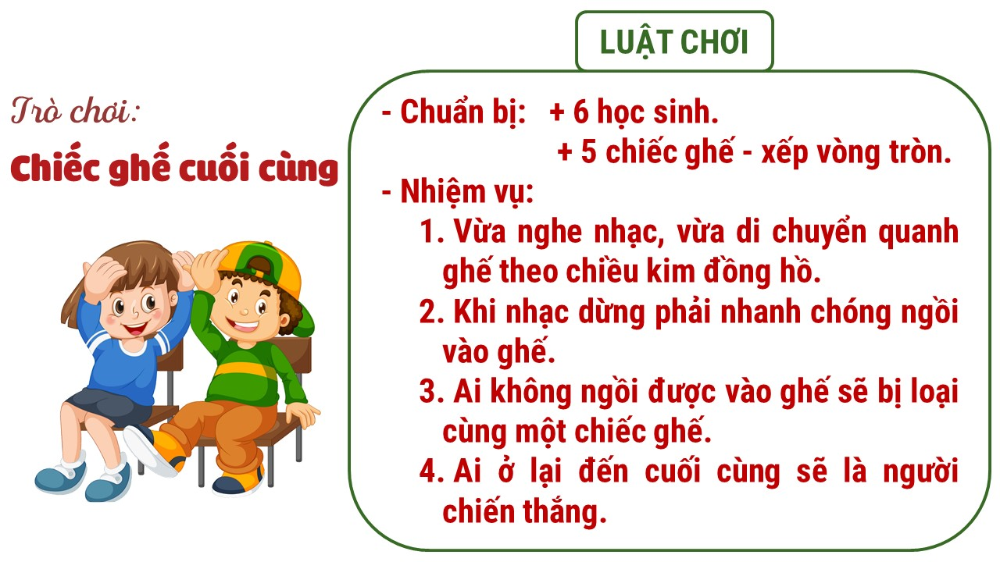 LUẬT CHƠI
Trò chơi:
Chiếc ghế cuối cùng
- Chuẩn bị: + 6 học sinh.
+ 5 chiếc ghế - xếp vòng tròn.
- Nhiệm vụ:
1. Vừa nghe nhạc, vừa di chuyển quanh
ghế theo chiều kim đồng hồ.
2. Khi nhạc dừng phải nhanh chóng ngồi
vào ghế.
3. Ai không ngồi được vào ghế sẽ bị loại
cùng một chiếc ghế.
4. Ai ở lại đến cuối cùng sẽ là người
chiến thắng.